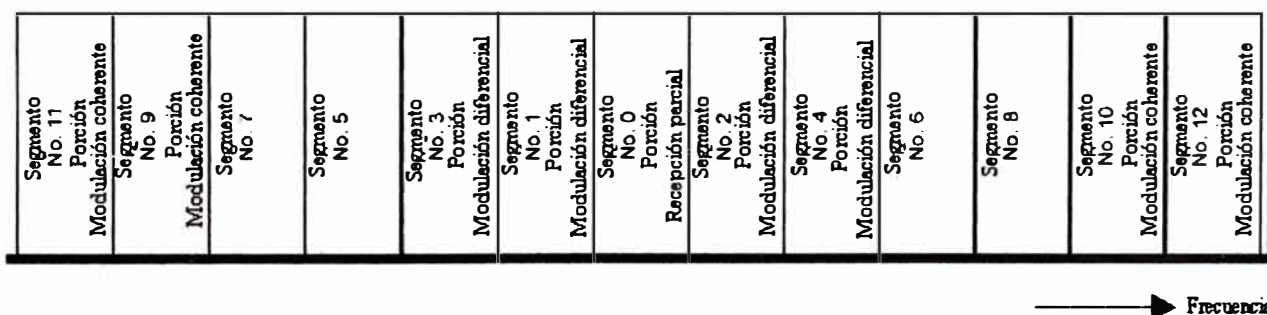 Segmento
No. 11
Porción
Modulación coherente
Segmento
No. 9
Porción
Modulación coherente
Segmento
No. 7
Segmento
No. 5
Segmento
No. 3
Porción
Modulación diferencial
Segmento
No. 1
Porción
Modulación diferencial
Segmento
No. 0
Porción
Recepción parcial
Segmento
No. 2
Porción
Modulación diferencial
Segmento
No. 4
Porción
Modulación diferencial
Segmento
No. 6
Segmento
No. 8
Segmento
No. 10
Porción
Modulación coherente
Segmento
No. 12
Porción
Modulación coherente
Frecuencia